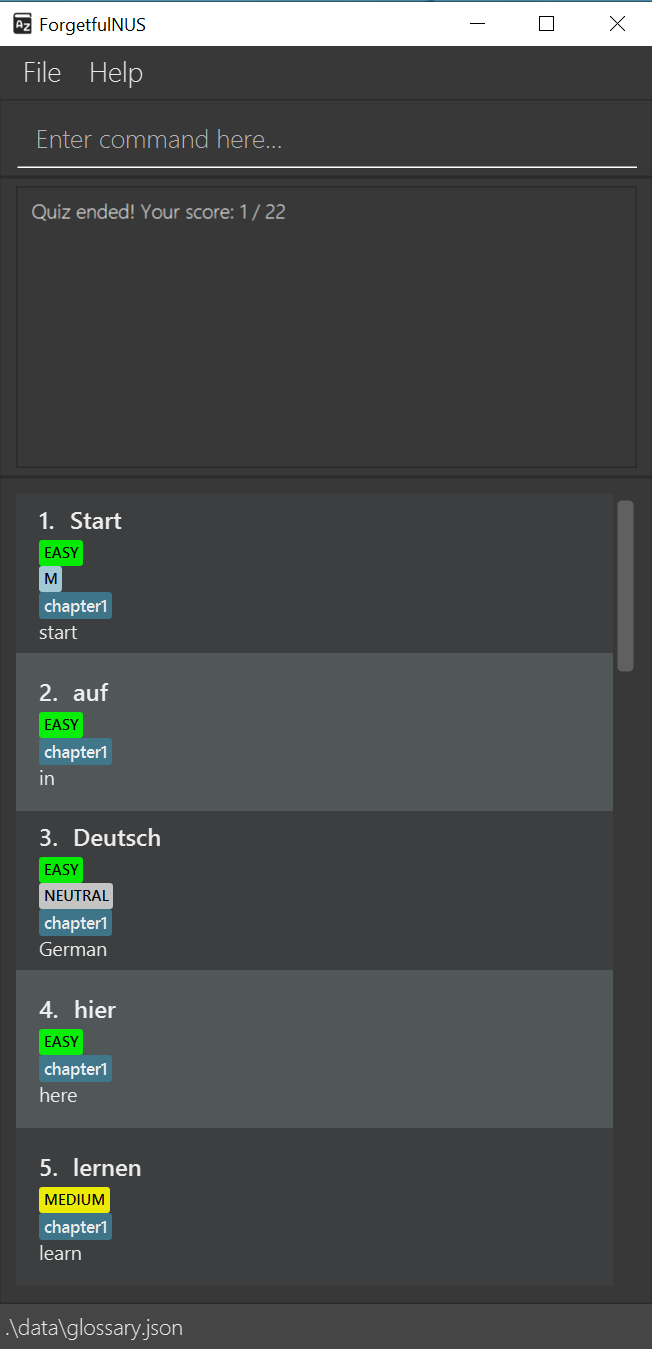 ForgetfulNUS
File Help
Enter command here...
Quiz ended! Your score: 1 / 22
1. Start
EASY
M
chapter1
start
2. auf
EASY
chapter1
in
3. Deutsch
EASY
NEUTRAL
chapter1
German
4. hier
EASY
chapter1
here
5. lernen
MEDIUM
chapter1
learn
.\data\glossary.json